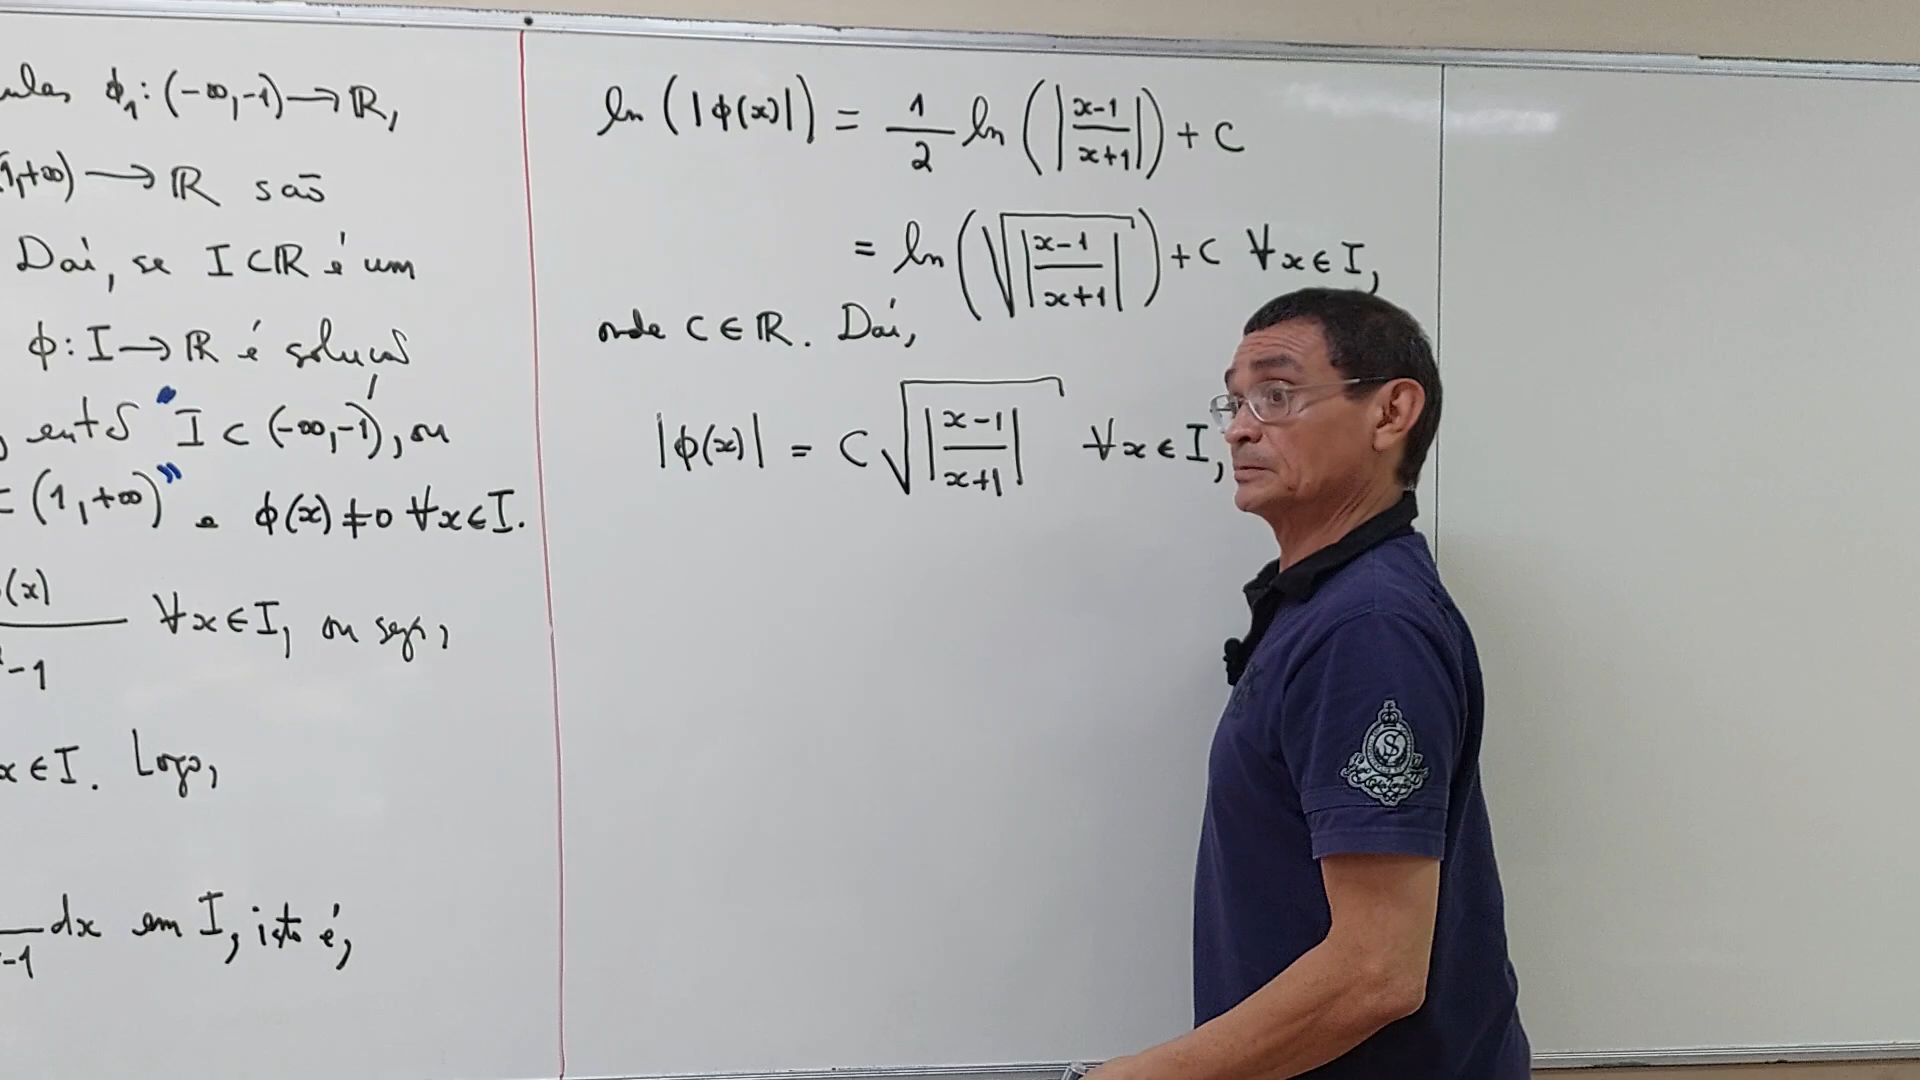 ϕ₁: (-∞,-1) → ℝ,
1,+∞) → ℝ são
Daí, se I ⊂ ℝ é um
ϕ: I → ℝ é solução
então "I ⊂ (-∞,-1), ou
(1,+∞)" e ϕ(x) ≠ 0 ∀x ∈ I.
(x)
-1
∀x ∈ I, ou seja,
x ∈ I. Logo,
-1
dx em I, isto é,
ln (|ϕ(x)|) = 1/2 ln (|x-1/x+1|) + C
= ln (√|x-1/x+1|) + C ∀x ∈ I,
onde C ∈ ℝ. Daí,
|ϕ(x)| = C √|x-1/x+1| ∀x ∈ I,